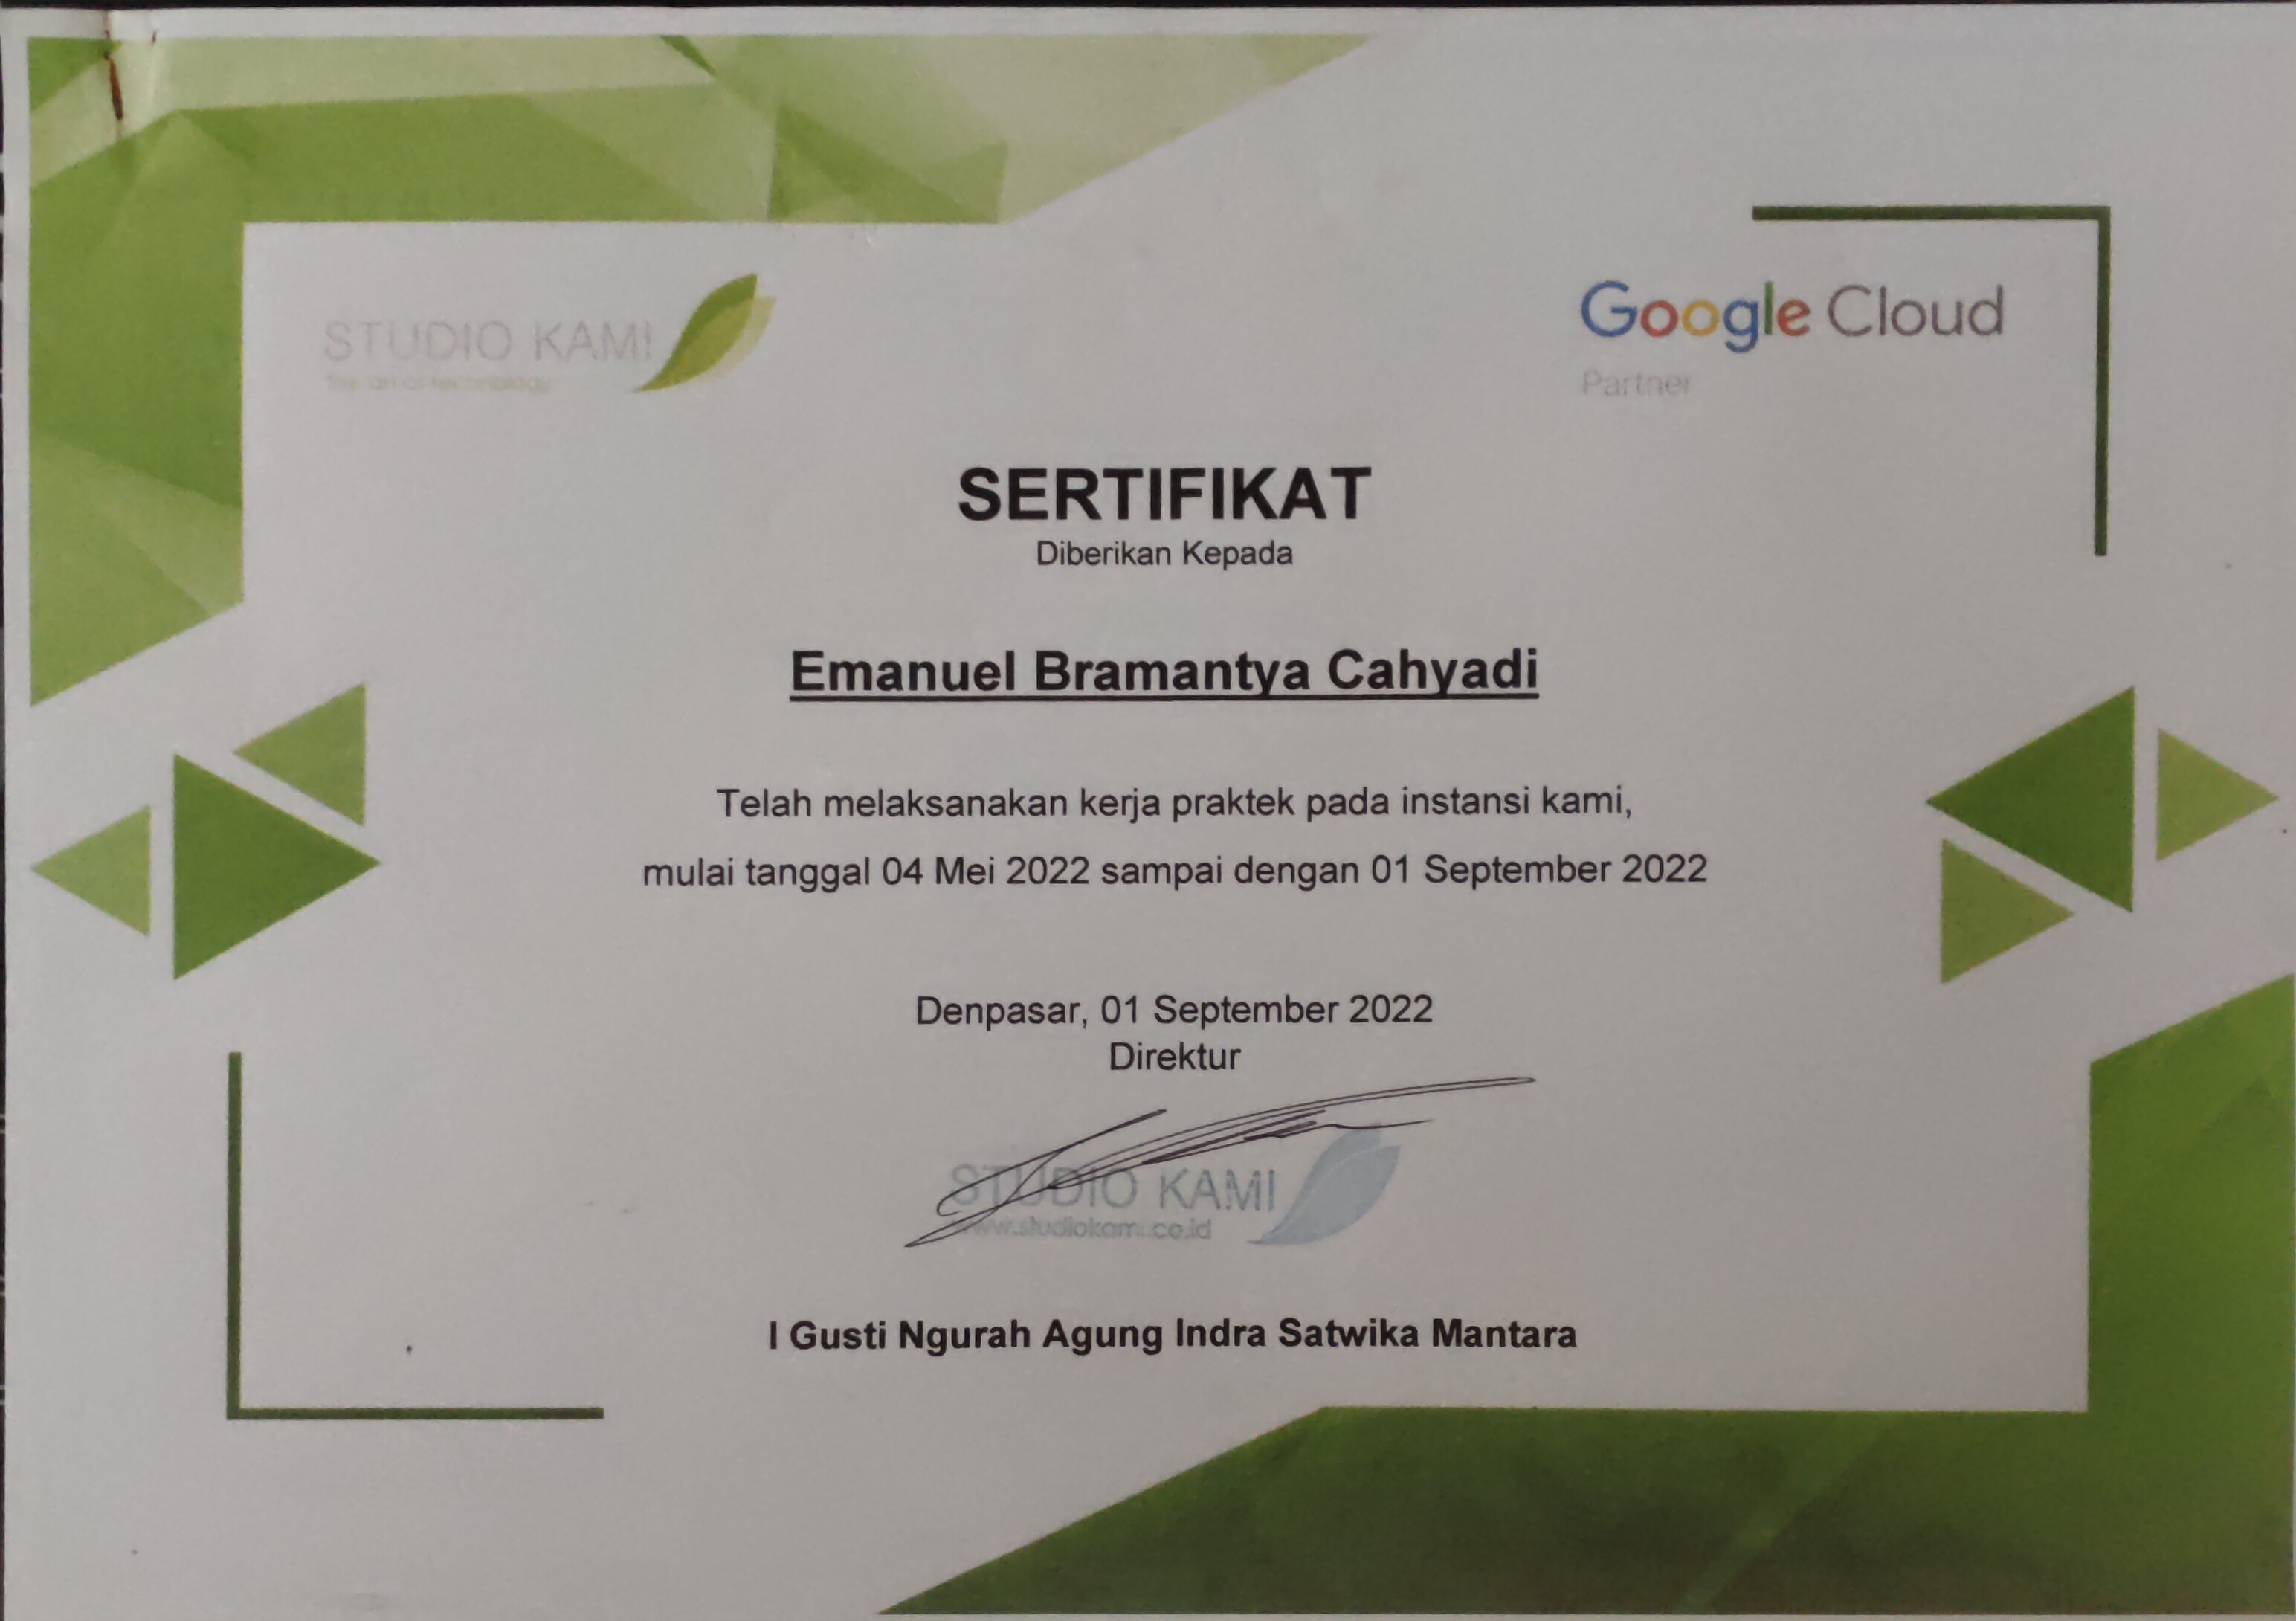 STUDIO KAMI
The art of technology
Google Cloud
Partner
SERTIFIKAT
Diberikan Kepada
Emanuel Bramantya Cahyadi
Telah melaksanakan kerja praktek pada instansi kami,
mulai tanggal 04 Mei 2022 sampai dengan 01 September 2022
Denpasar, 01 September 2022
Direktur
STUDIO KAMI
www.studiokami.co.id
I Gusti Ngurah Agung Indra Satwika Mantara